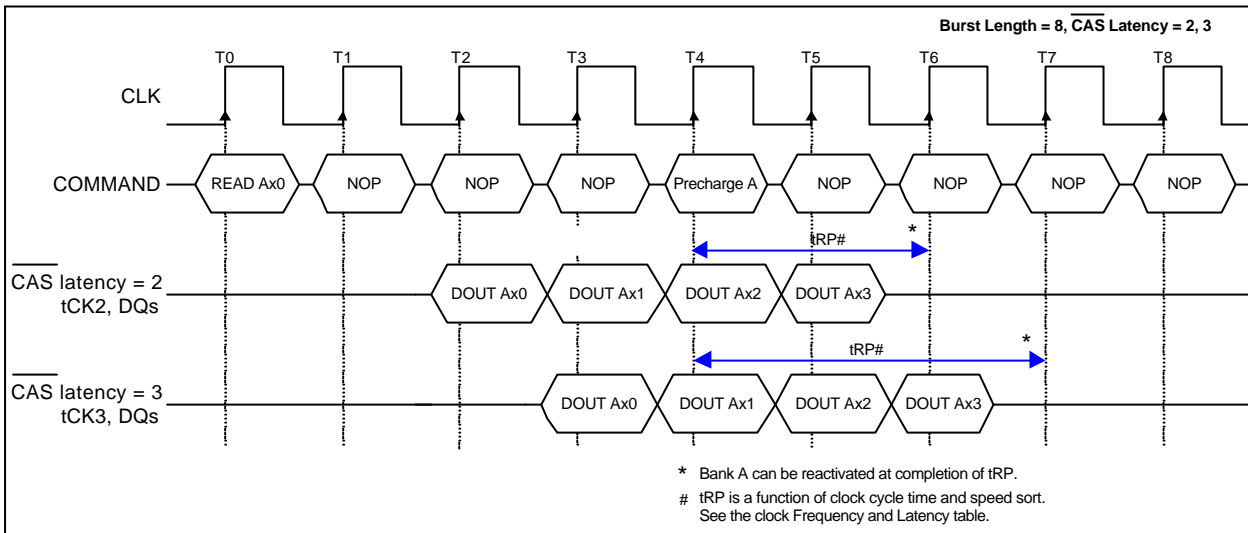 Burst Length = 8, CAS Latency = 2, 3
T0 T1 T2 T3 T4 T5 T6 T7 T8
CLK
COMMAND READ Ax0 NOP NOP NOP Precharge A NOP NOP NOP NOP
tRP# *
CAS latency = 2
tCK2, DQs
DOUT Ax0 DOUT Ax1 DOUT Ax2 DOUT Ax3
tRP# *
CAS latency = 3
tCK3, DQs
DOUT Ax0 DOUT Ax1 DOUT Ax2 DOUT Ax3
* Bank A can be reactivated at completion of tRP.
# tRP is a function of clock cycle time and speed sort.
See the clock Frequency and Latency table.